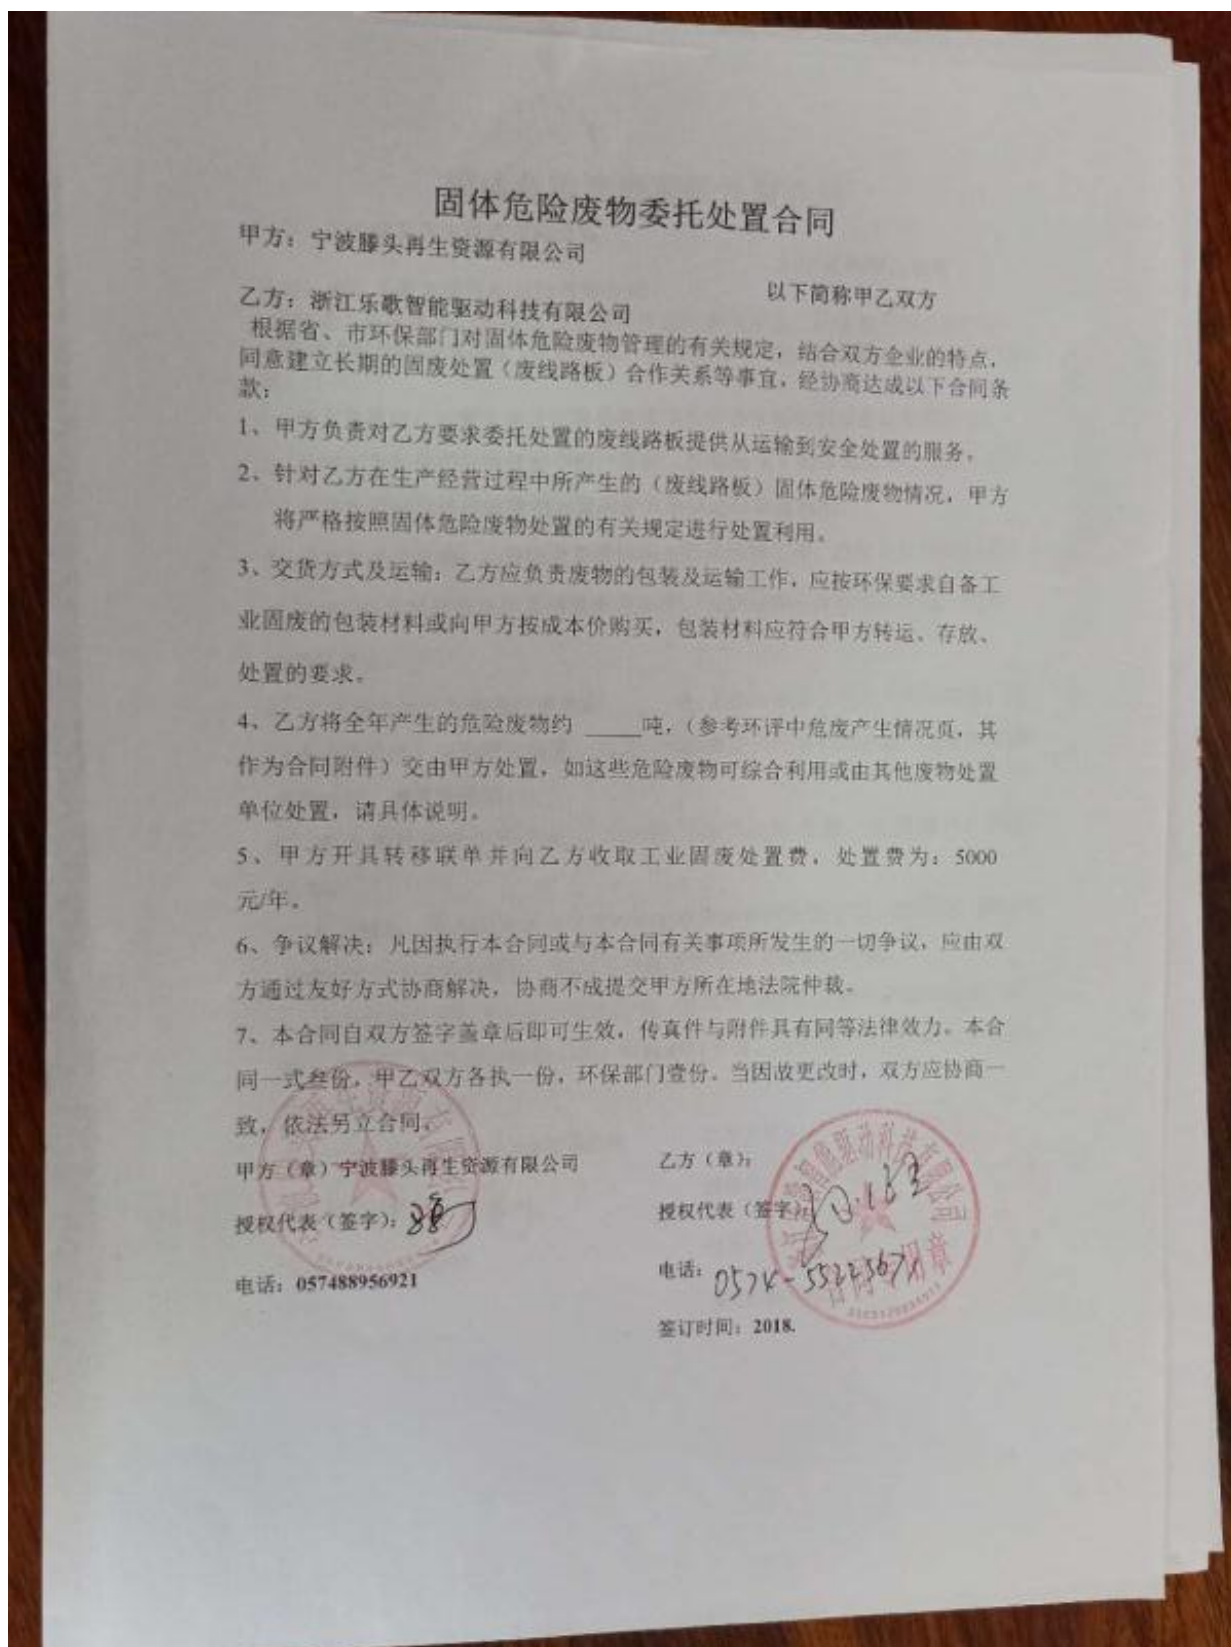 固体危险废物委托处置合同
甲方：宁波滕头再生资源有限公司
以下简称甲乙双方
乙方：浙江乐歌智能驱动科技有限公司
根据省、市环保部门对固体危险废物管理的有关规定，结合双方企业的特点，
同意建立长期的固废处置（废线路板）合作关系等事宜，经协商达成以下合同条
款：
1、甲方负责对乙方要求委托处置的废线路板提供从运输到安全处置的服务。
2、针对乙方在生产经营过程中所产生的（废线路板）固体危险废物情况，甲方
将严格按照固体危险废物处置的有关规定进行处置利用。
3、交货方式及运输：乙方应负责废物的包装及运输工作，应按环保要求自备工
业固废的包装材料或向甲方按成本价购买，包装材料应符合甲方转运、存放、
处置的要求。
4、乙方将全年产生的危险废物约 _____吨，（参考环评中危废产生情况页，其
作为合同附件）交由甲方处置，如这些危险废物可综合利用或由其他废物处置
单位处置，请具体说明。
5、甲方开具转移联单并向乙方收取工业固废处置费，处置费为：5000
元/年。
6、争议解决：凡因执行本合同或与本合同有关事项所发生的一切争议，应由双
方通过友好方式协商解决，协商不成提交甲方所在地法院仲裁。
7、本合同自双方签字盖章后即可生效，传真件与附件具有同等法律效力。本合
同一式叁份，甲乙双方各执一份，环保部门壹份。当因故更改时，双方应协商一
致，依法另立合同。
甲方（章）宁波滕头再生资源有限公司
乙方（章）：
授权代表（签字）：
授权代表（签字）：
电话：057488956921
电话：0574-5522567
签订时间：2018.